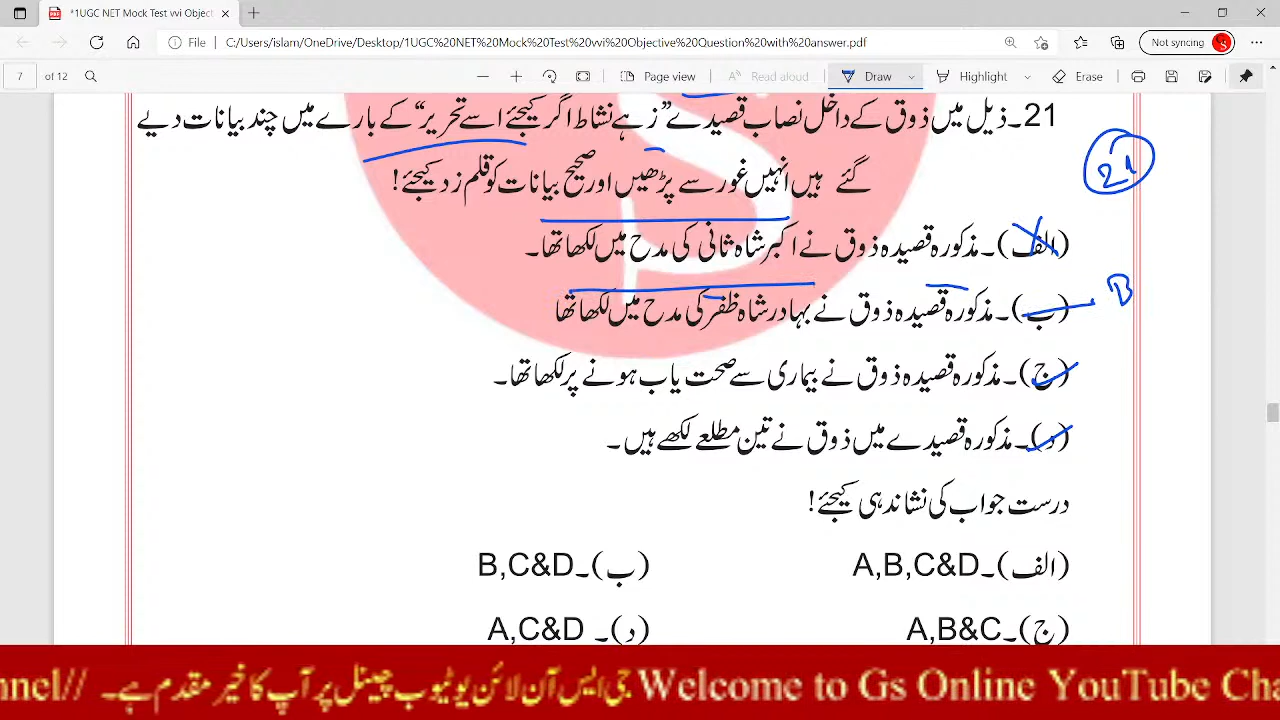 *1UGC NET Mock Test vvi Object
File C:/Users/islam/OneDrive/Desktop/1UGC%20NET%20Mock%20Test%20vvi%20Objective%20Question%20with%20answer.pdf
Not syncing
7 of 12 Page view Read aloud Draw Highlight Erase
21۔ذیل میں ذوق کے داخل نصاب قصیدے ”زہے نشاط اگر کیجئے اسے تحریر“ کے بارے میں چند بیانات دیے
گئے ہیں انہیں غور سے پڑھیں اور صحیح بیانات کو قلم زد کیجئے!
21
(الف)۔مذکورہ قصیدہ ذوق نے اکبر شاہ ثانی کی مدح میں لکھا تھا۔
(ب)۔مذکورہ قصیدہ ذوق نے بہادر شاہ ظفر کی مدح میں لکھا تھا
B
(ج)۔مذکورہ قصیدہ ذوق نے بیماری سے صحت یاب ہونے پر لکھا تھا۔
(د)۔مذکورہ قصیدے میں ذوق نے تین مطلعے لکھے ہیں۔
درست جواب کی نشاندہی کیجئے!
(الف)۔A,B,C&D (ب)۔B,C&D
(ج)۔A,B&C (د)۔ A,C&D
nnel// جی ایس آن لائن یوٹیوب چینل پر آپ کا خیر مقدم ہے۔ Welcome to Gs Online YouTube Cha